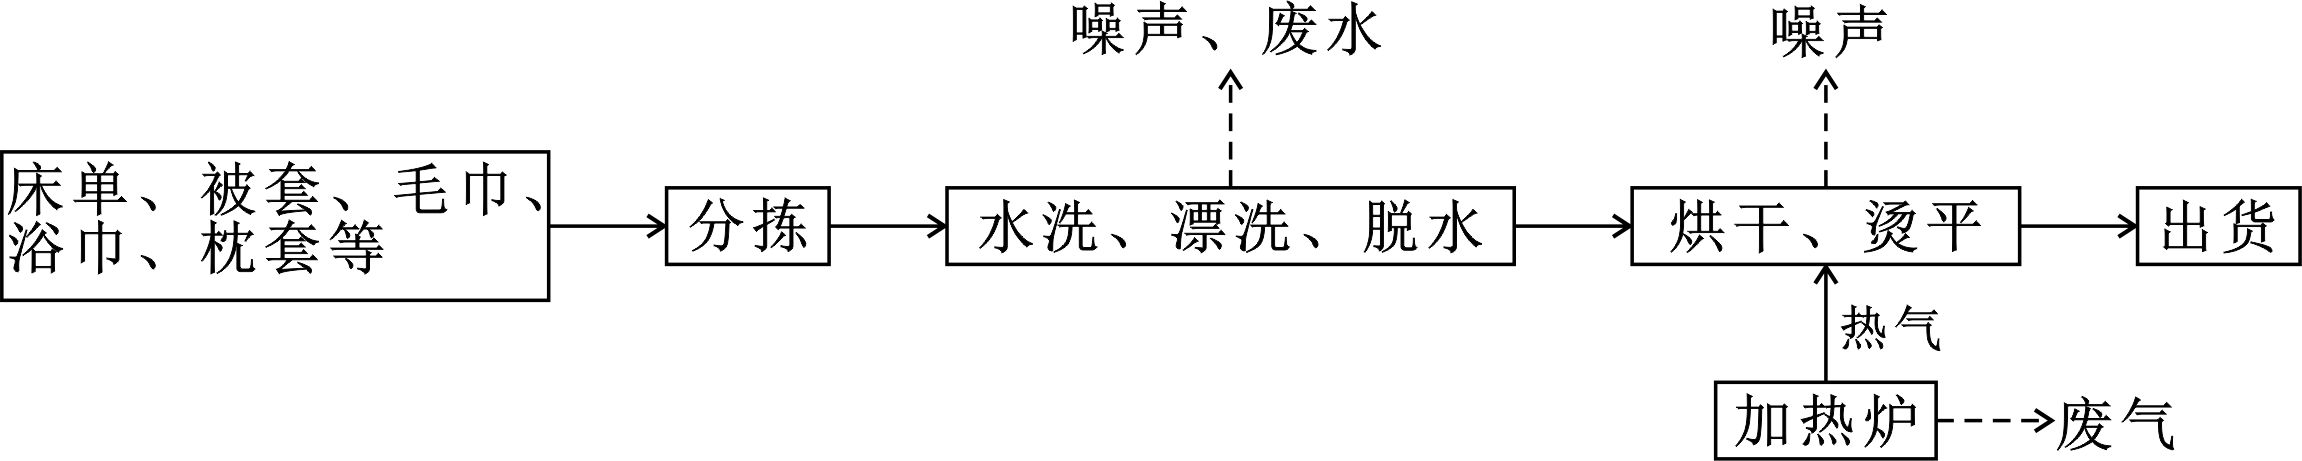 噪声、废水
噪声
床单、被套、毛巾、
浴巾、枕套等
分拣
水洗、漂洗、脱水
烘干、烫平
出货
热气
加热炉
废气